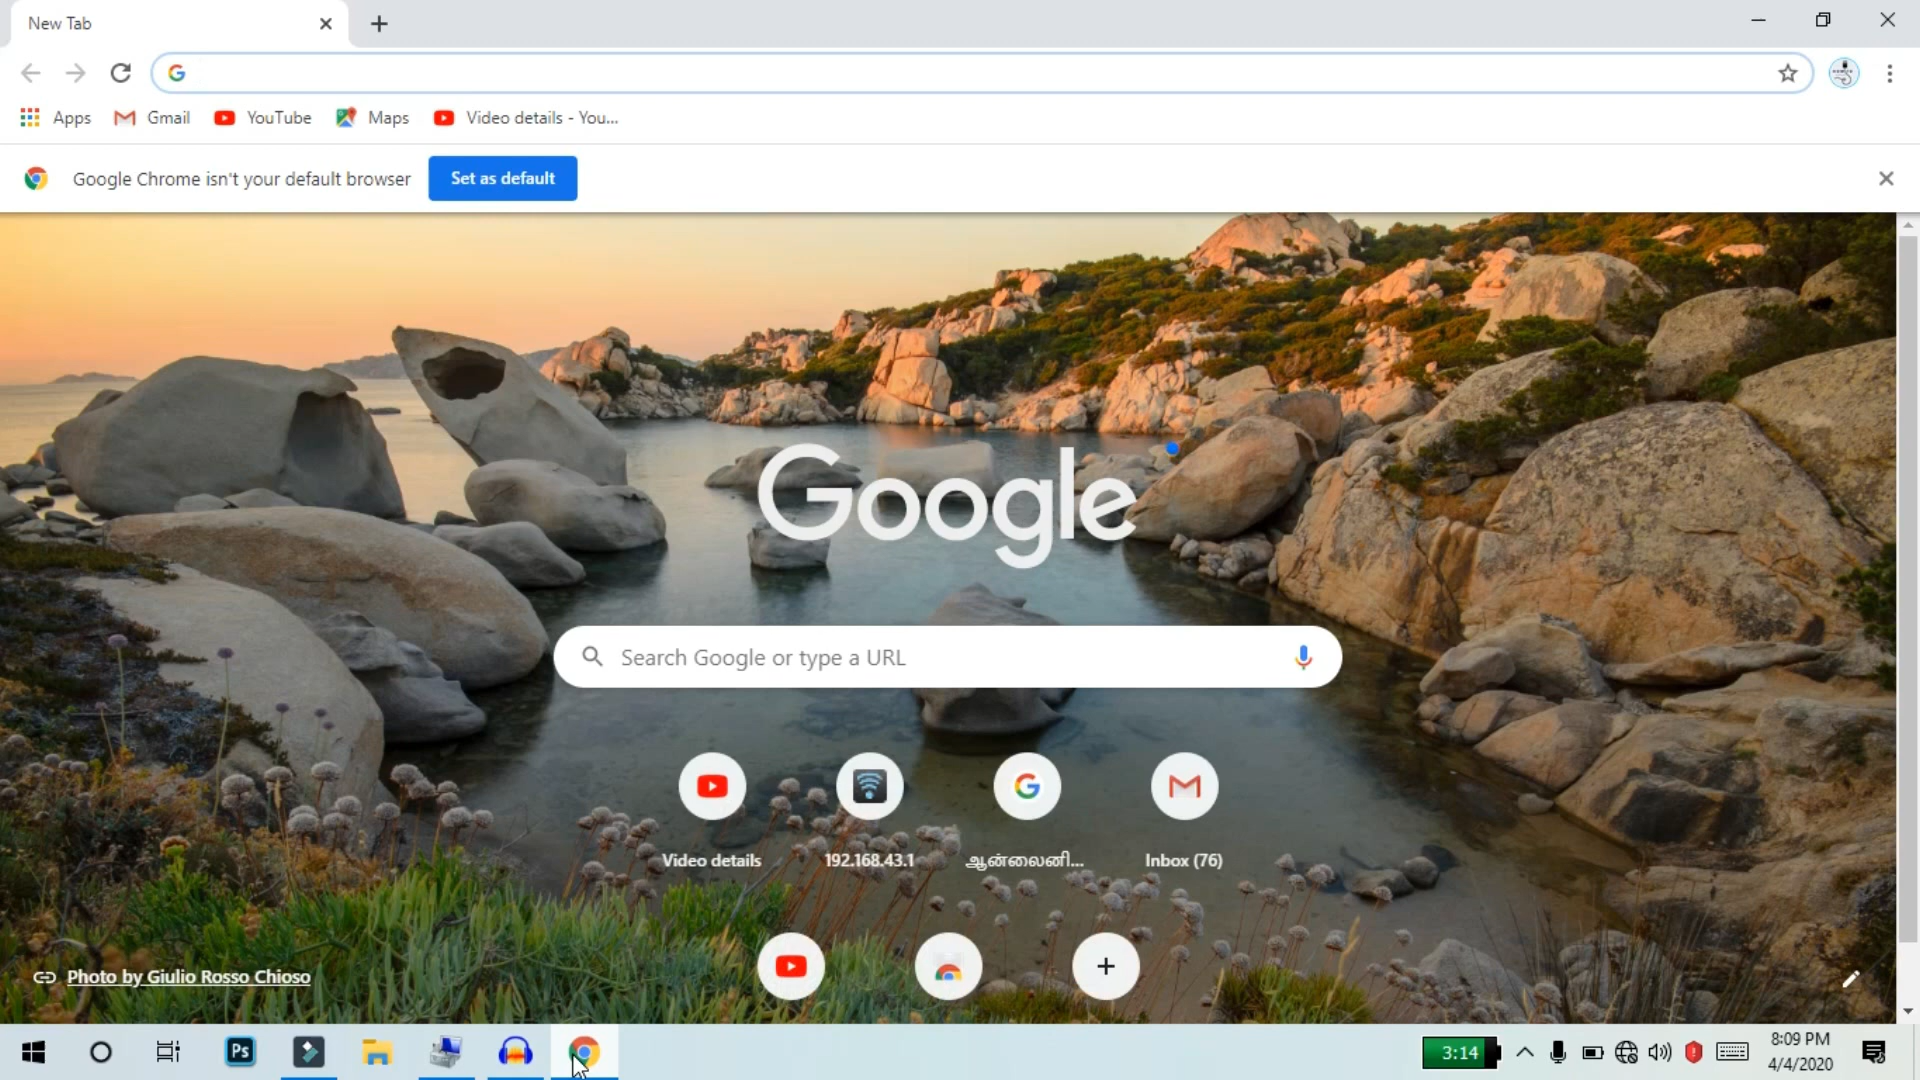 New Tab
Apps
Gmail
YouTube
Maps
Video details - You...
Google Chrome isn't your default browser
Set as default
Google
Search Google or type a URL
Video details
192.168.43.1
ஆன்லைனி...
Inbox (76)
Photo by Giulio Rosso Chioso
Ps
3:14
8:09 PM
4/4/2020